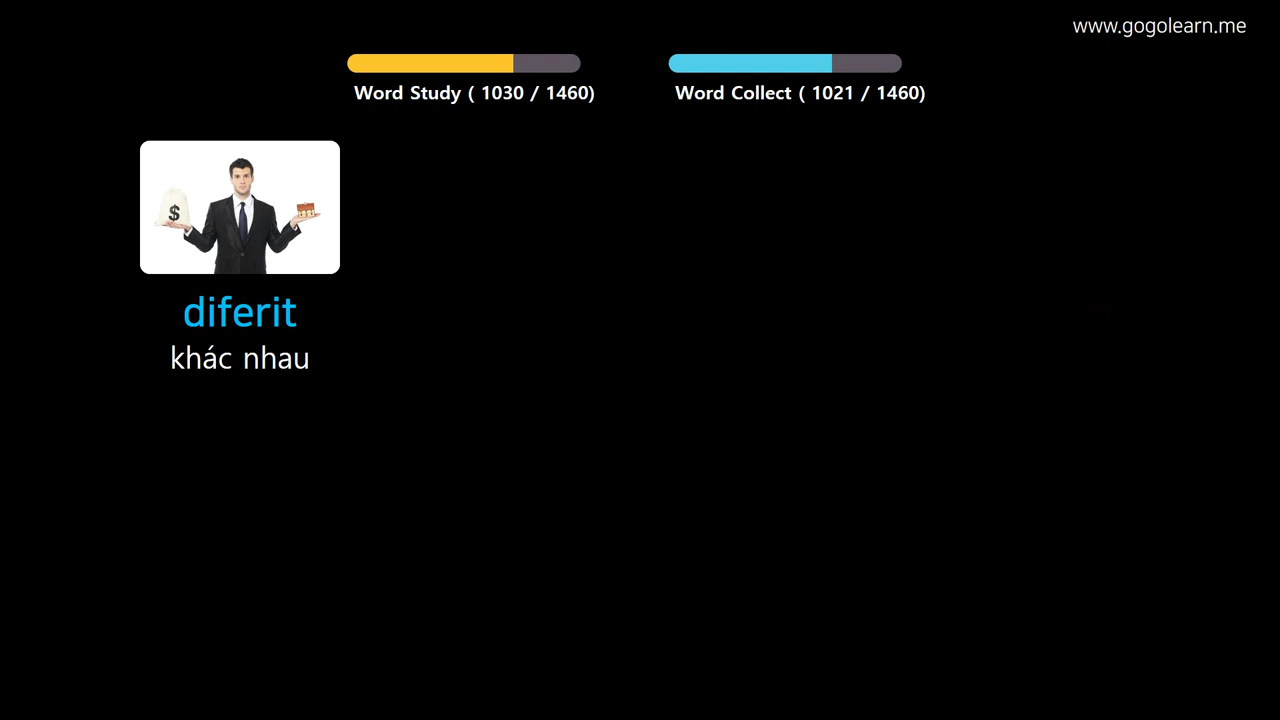 www.gogolearn.me
Word Study ( 1030 / 1460)
Word Collect ( 1021 / 1460)
$
diferit
khác nhau